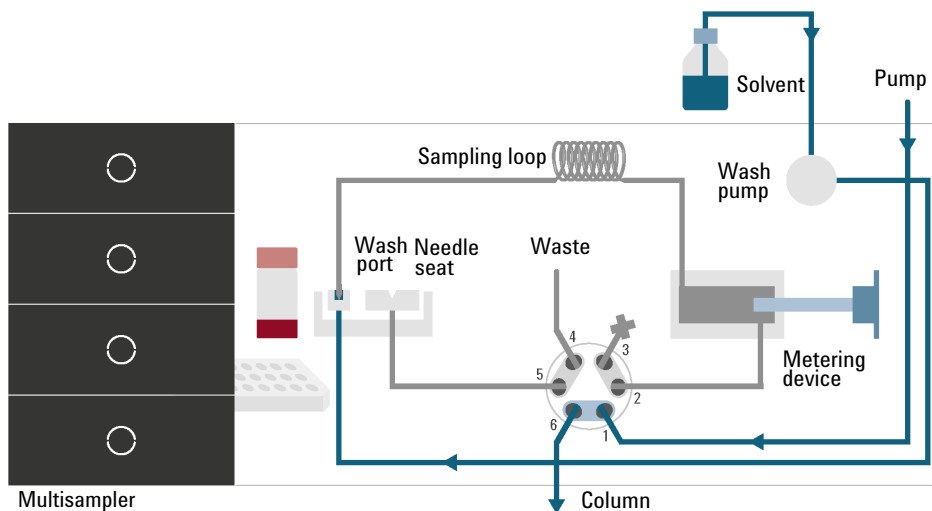 Solvent
Pump
Sampling loop
Wash
pump
Wash
port
Needle
seat
Waste
4
3
Metering
device
5
2
6
1
Multisampler
Column